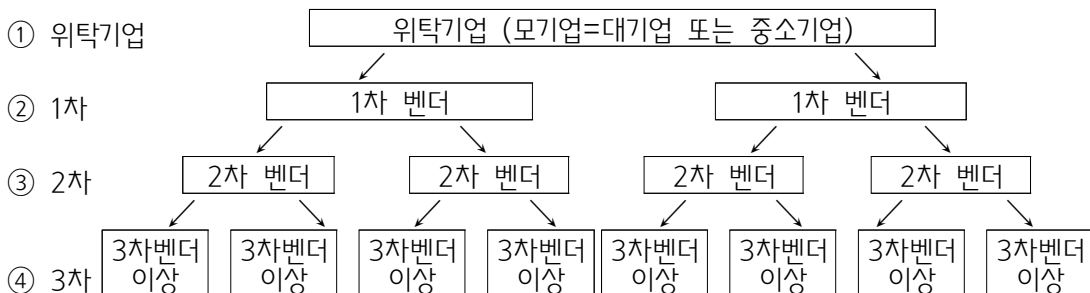 ① 위탁기업 위탁기업 (모기업=대기업 또는 중소기업)
② 1차 1차 벤더 1차 벤더
③ 2차 2차 벤더 2차 벤더 2차 벤더 2차 벤더
3차벤더 3차벤더 3차벤더 3차벤더 3차벤더 3차벤더 3차벤더 3차벤더
④ 3차 이상 이상 이상 이상 이상 이상 이상 이상